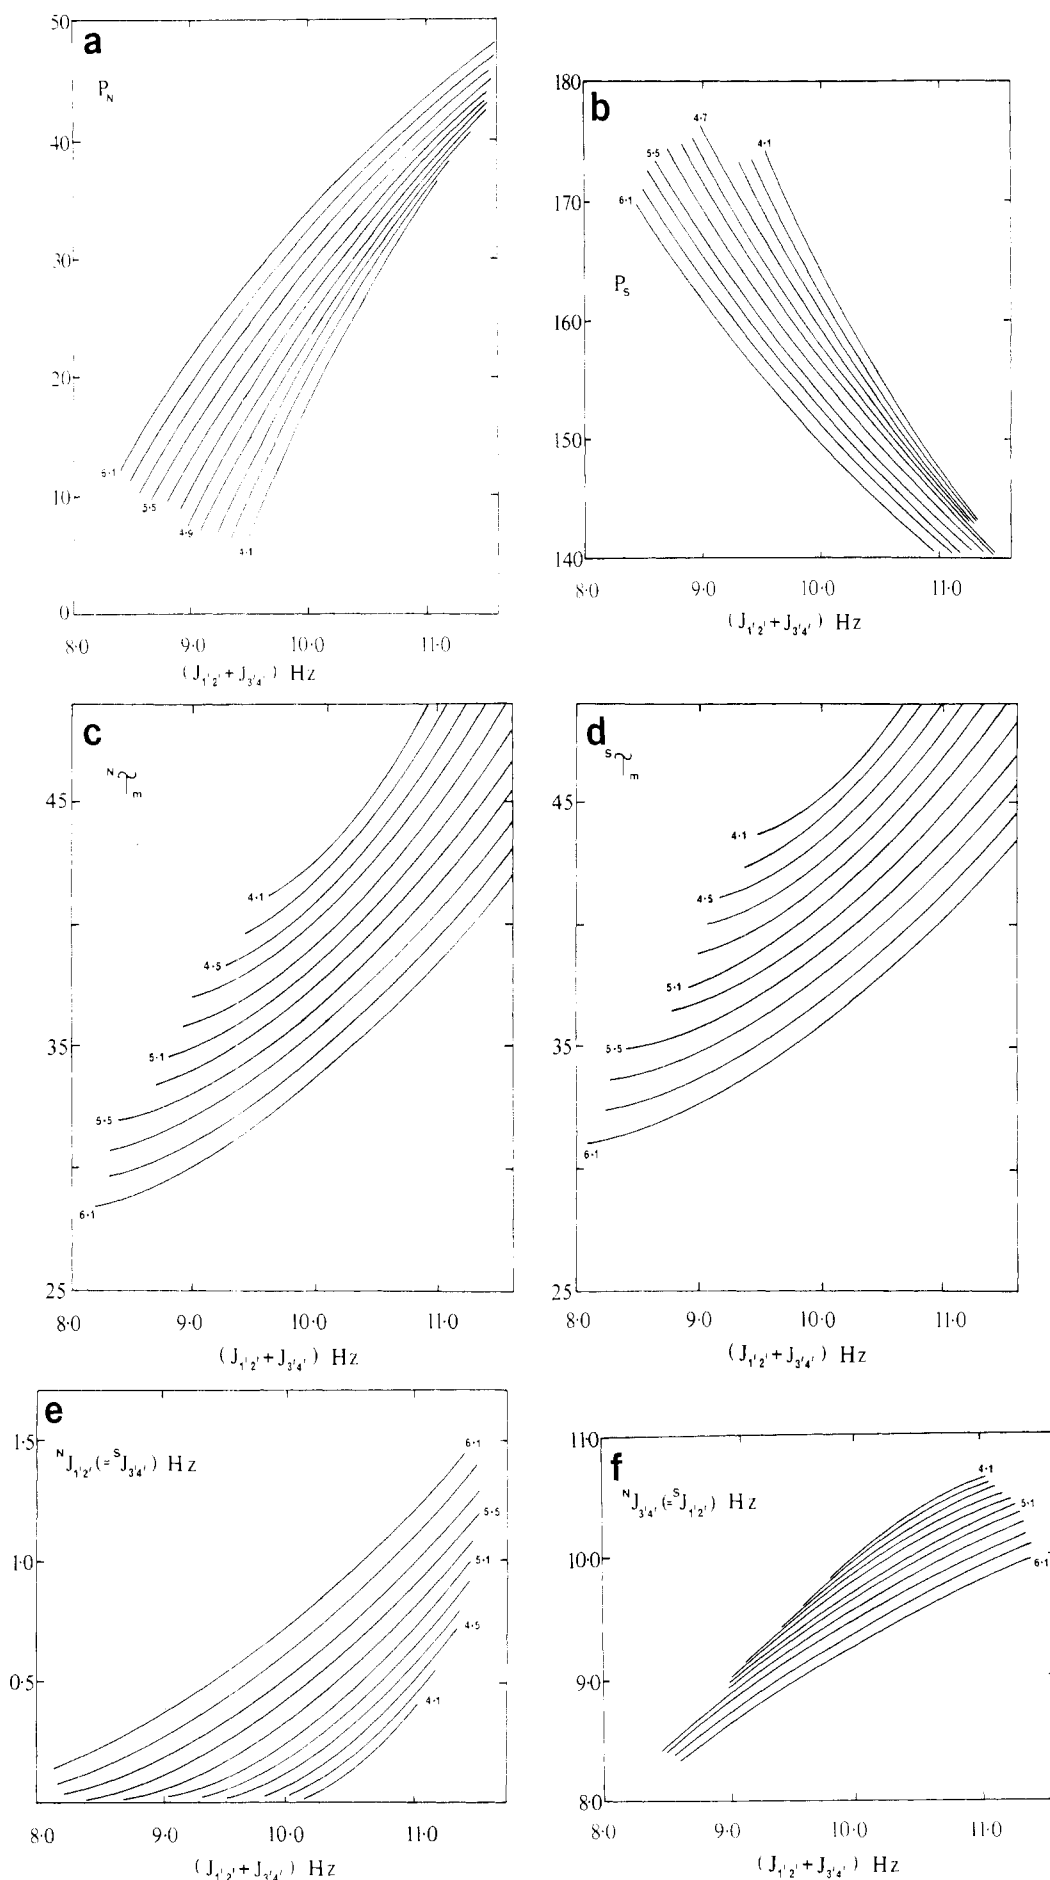 a
P_N
50
40
30
20
10
0
6·1
5·5
4·9
4·1
8·0 9·0 10·0 11·0
(J1'2' + J3'4') Hz
b
P_S
180
170
160
150
140
4·7
4·1
5·5
6·1
8·0 9·0 10·0 11·0
(J1'2' + J3'4') Hz
c
N τ m
45
35
25
4·1
4·5
5·1
5·5
6·1
8·0 9·0 10·0 11·0
(J1'2' + J3'4') Hz
d
S τ m
45
35
25
4·1
4·5
5·1
5·5
6·1
8·0 9·0 10·0 11·0
(J1'2' + J3'4') Hz
e
N J1'2' (= S J3'4') Hz
1·5
1·0
0·5
6·1
5·5
5·1
4·5
4·1
8·0 9·0 10·0 11·0
(J1'2' + J3'4') Hz
f
N J3'4' (= S J1'2') Hz
11·0
10·0
9·0
8·0
4·1
5·1
6·1
8·0 9·0 10·0 11·0
(J1'2' + J3'4') Hz